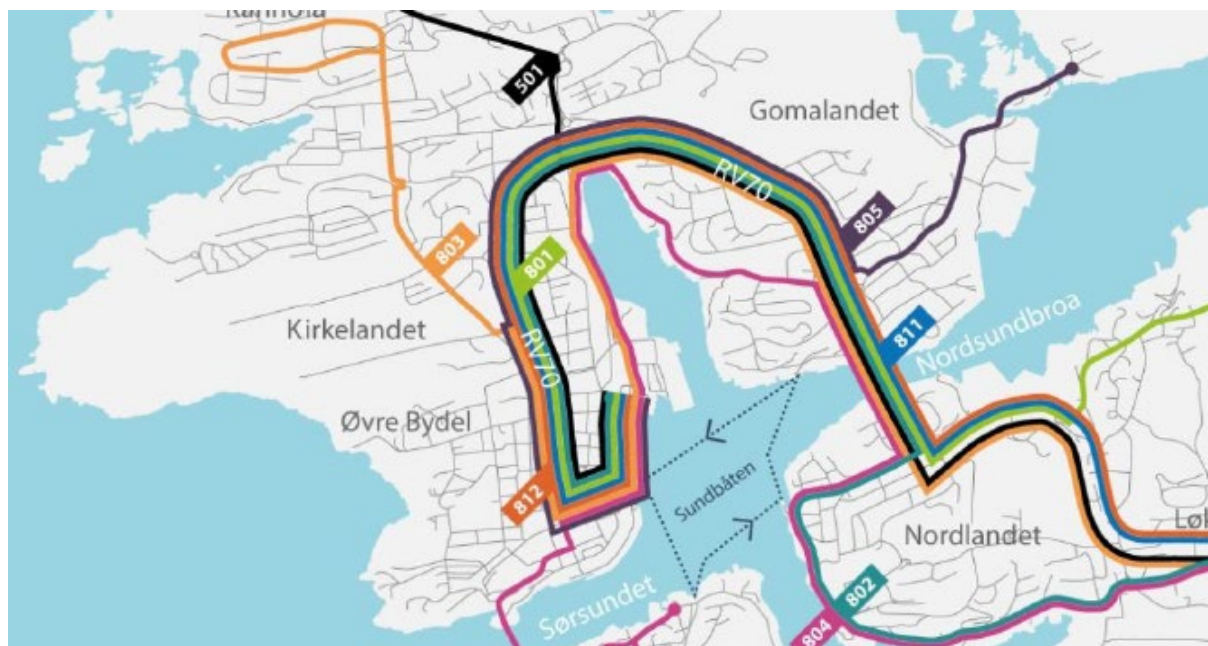 501
Gomalandet
RV70
805
803
801
Kirkelandet
RV70
811
Nordsundbroa
Øvre Bydel
812
Sundbåten
Nordlandet
Sørsundet
802
804